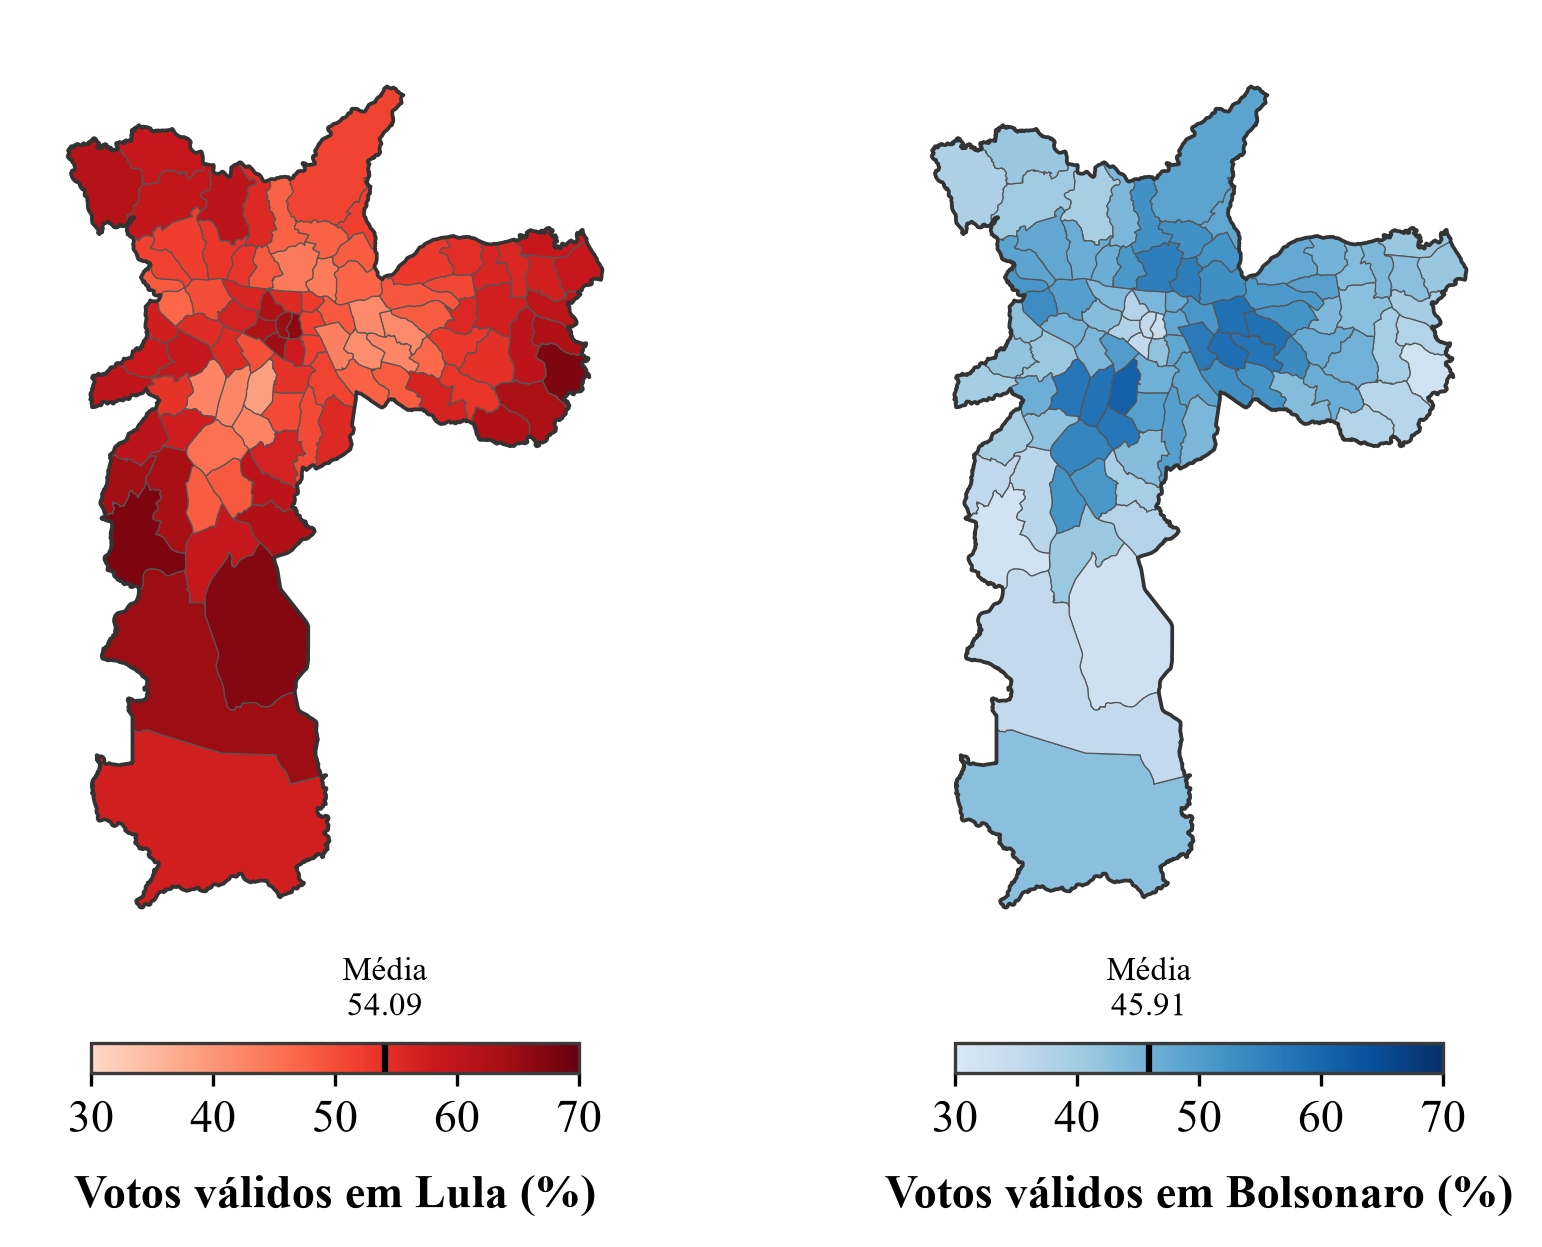 Média
54.09
30 40 50 60 70
Votos válidos em Lula (%)
Média
45.91
30 40 50 60 70
Votos válidos em Bolsonaro (%)